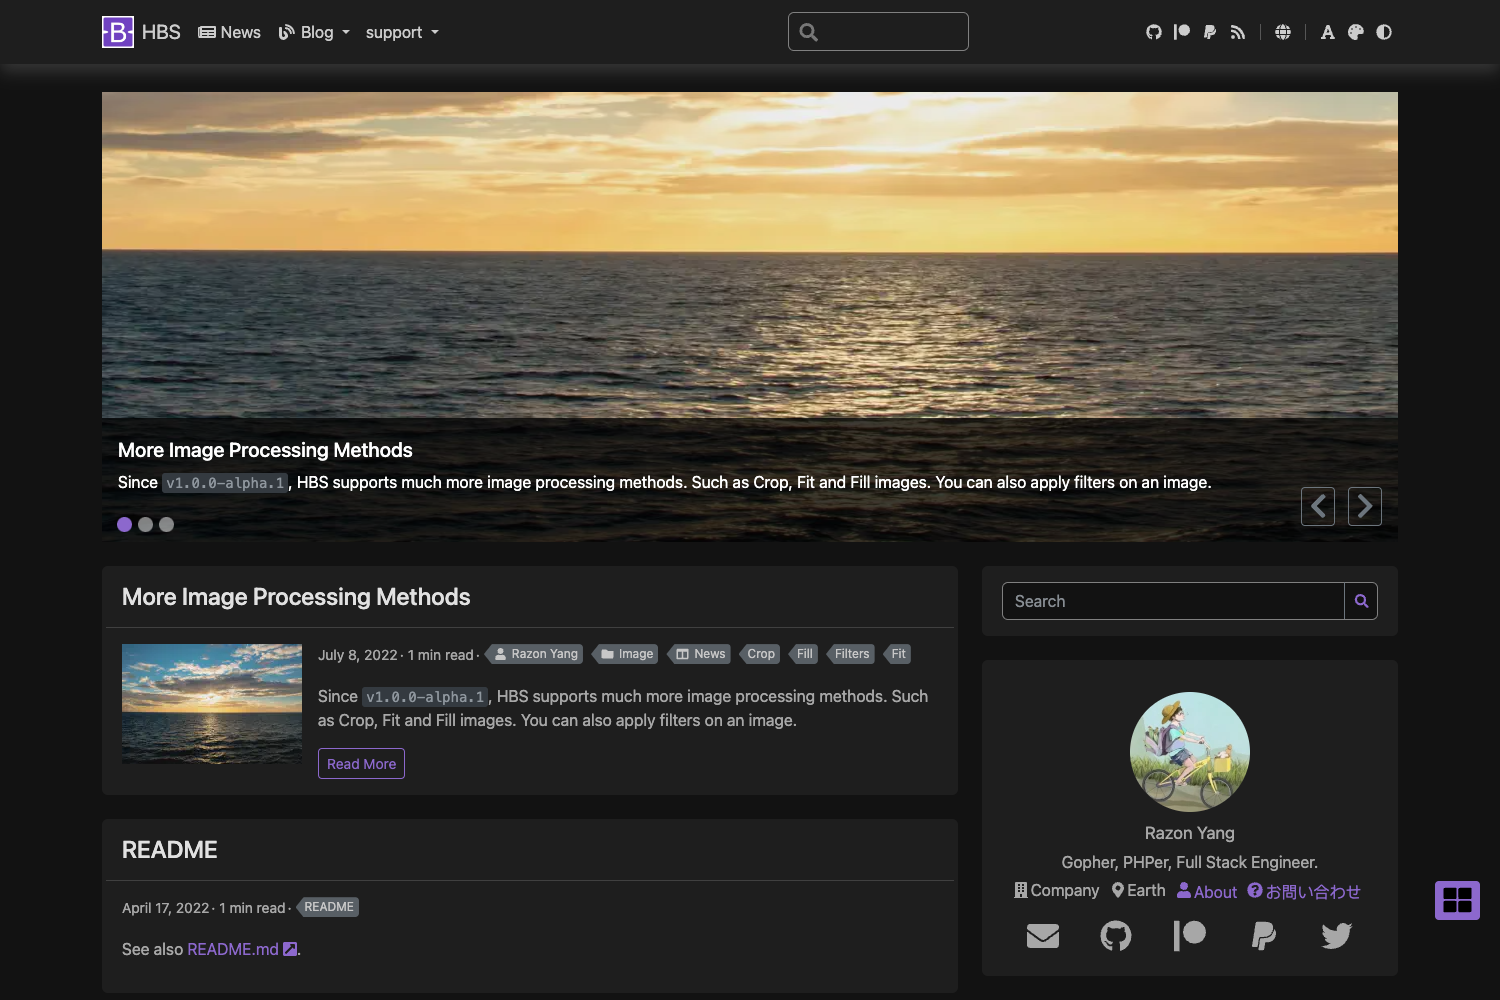 B HBS News Blog support
More Image Processing Methods
Since v1.0.0-alpha.1, HBS supports much more image processing methods. Such as Crop, Fit and Fill images. You can also apply filters on an image.
More Image Processing Methods
July 8, 2022 · 1 min read · Razon Yang Image News Crop Fill Filters Fit
Since v1.0.0-alpha.1, HBS supports much more image processing methods. Such
as Crop, Fit and Fill images. You can also apply filters on an image.
Read More
README
April 17, 2022 · 1 min read · README
See also README.md.
Search
Razon Yang
Gopher, PHPer, Full Stack Engineer.
Company Earth About お問い合わせ